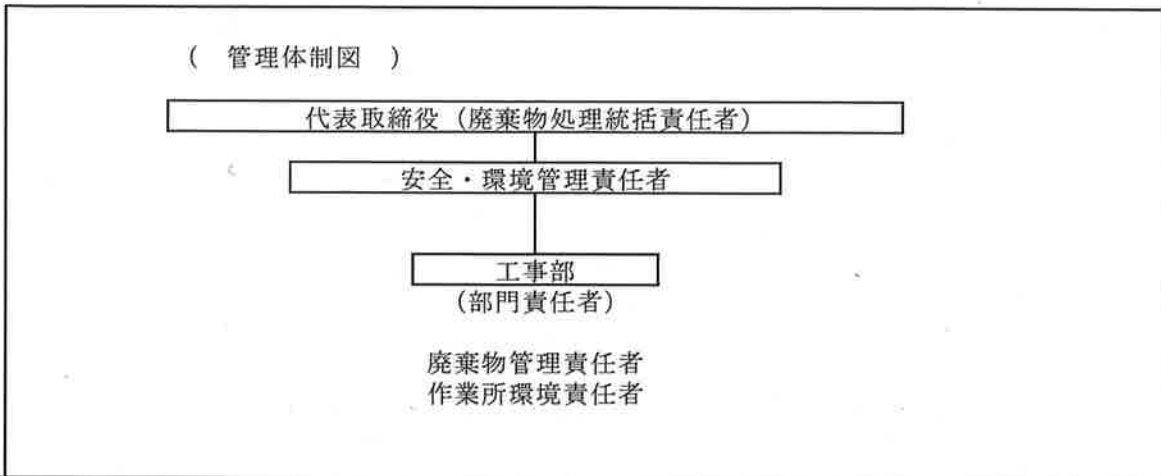 ( 管理体制図 )
代表取締役（廃棄物処理統括責任者）
安全・環境管理責任者
工事部
(部門責任者)
廃棄物管理責任者
作業所環境責任者